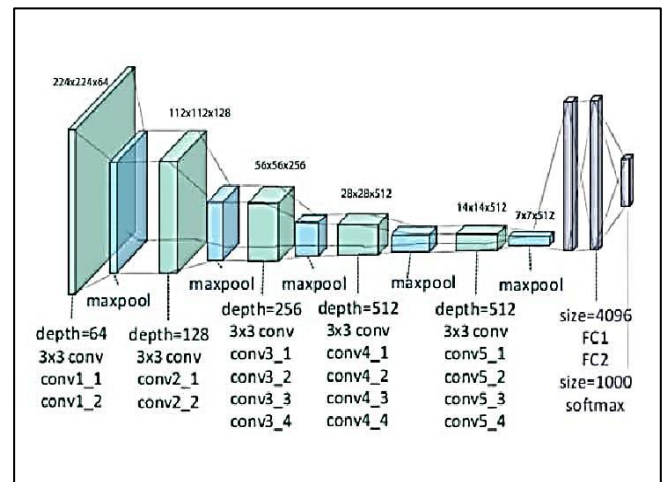 224x224x64
112x112x128
56x56x256
28x28x512
14x14x512
7x7x512
maxpool
maxpool
maxpool
maxpool
maxpool
depth=64
3x3 conv
conv1_1
conv1_2
depth=128
3x3 conv
conv2_1
conv2_2
depth=256
3x3 conv
conv3_1
conv3_2
conv3_3
conv3_4
depth=512
3x3 conv
conv4_1
conv4_2
conv4_3
conv4_4
depth=512
3x3 conv
conv5_1
conv5_2
conv5_3
conv5_4
size=4096
FC1
FC2
size=1000
softmax